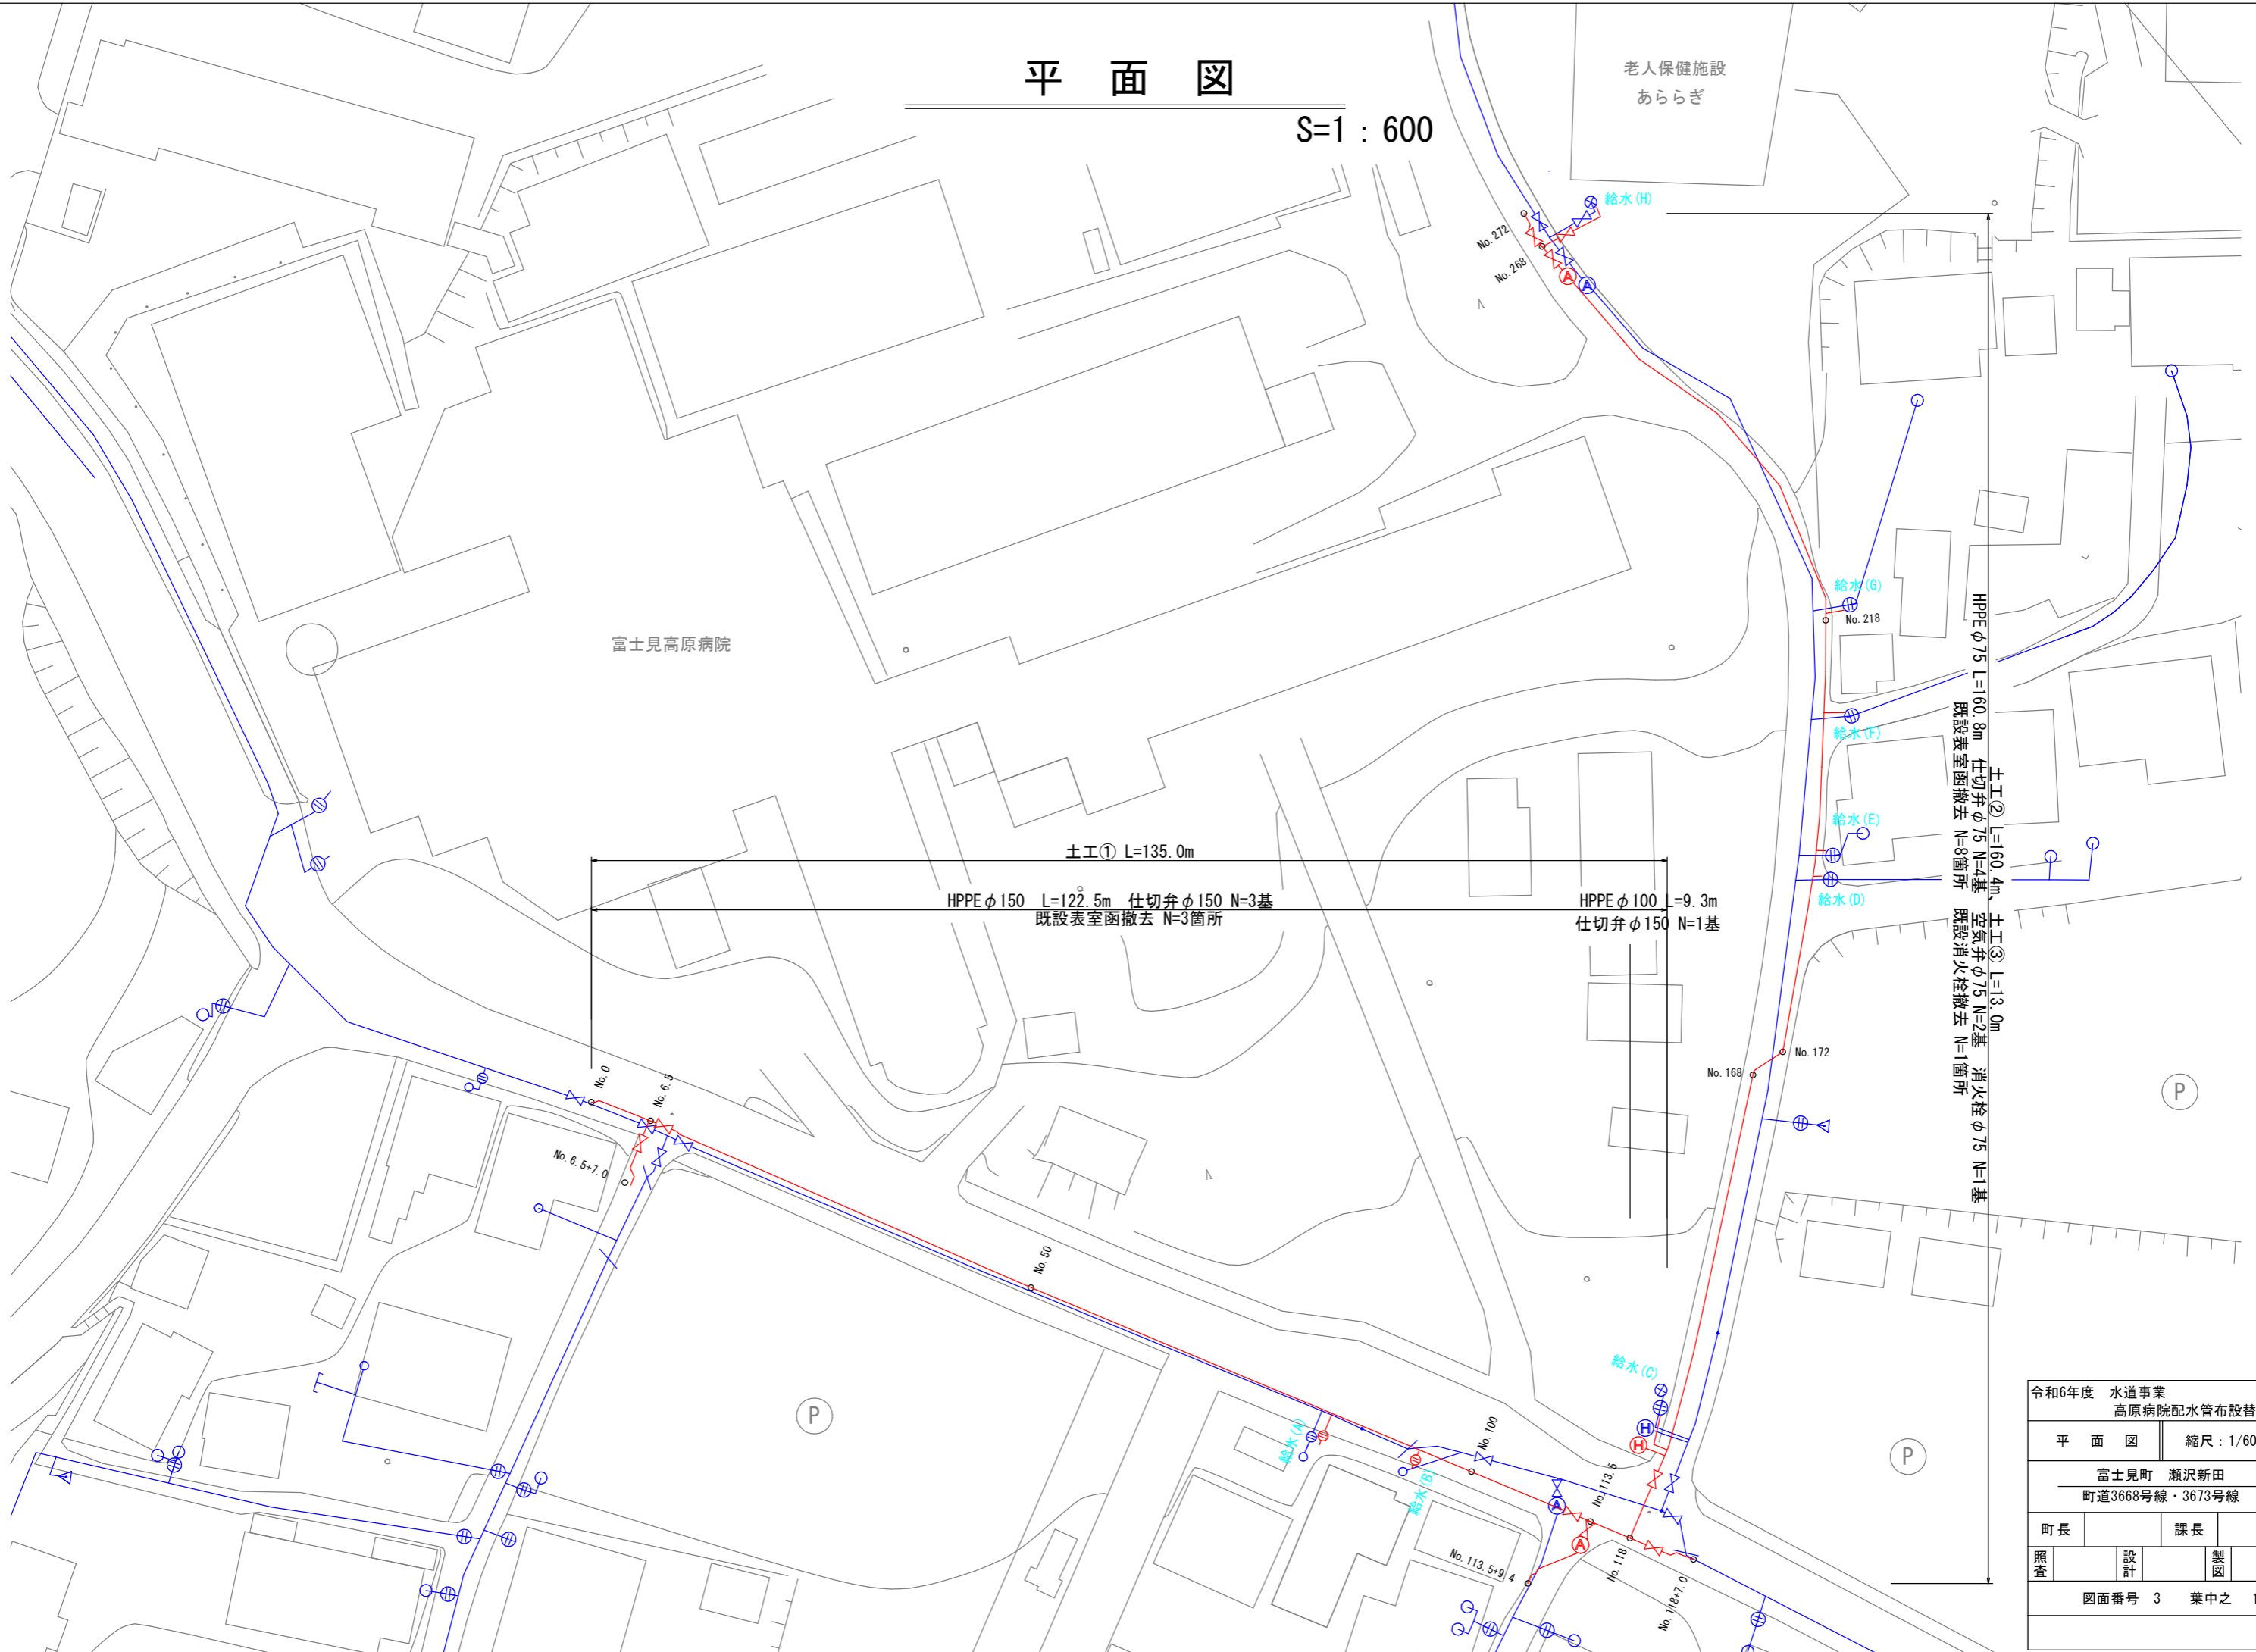 平 面 図
S=1 : 600
老人保健施設
あららぎ
給水(H)
No.272
No.268
給水(G)
No.218
富士見高原病院
給水(F)
給水(E)
給水(D)
土工① L=135.0m
HPPEφ150 L=122.5m 仕切弁φ150 N=3基
既設表室函撤去 N=3箇所
HPPEφ100 L=9.3m
仕切弁φ150 N=1基
土工② L=160.4m、土工③ L=13.0m
HPPEφ75 L=160.8m 仕切弁φ75 N=4基 空気弁φ75 N=2基 消火栓φ75 N=1基
既設表室函撤去 N=8箇所 既設消火栓撤去 N=1箇所
No.172
No.168
No.0
No.6.5
No.6.5+7.0
No.50
給水(C)
給水(A)
給水(B)
No.100
No.113.5
No.113.5+9.4
No.118
No.118+7.0
A
A
A
A
H
H
P
P
P
令和6年度 水道事業
高原病院配水管布設替
平 面 図 縮尺：1/60
富士見町 瀬沢新田
町道3668号線・3673号線
町長 課長
照査 設計 製図
図面番号 3 葉中之 1